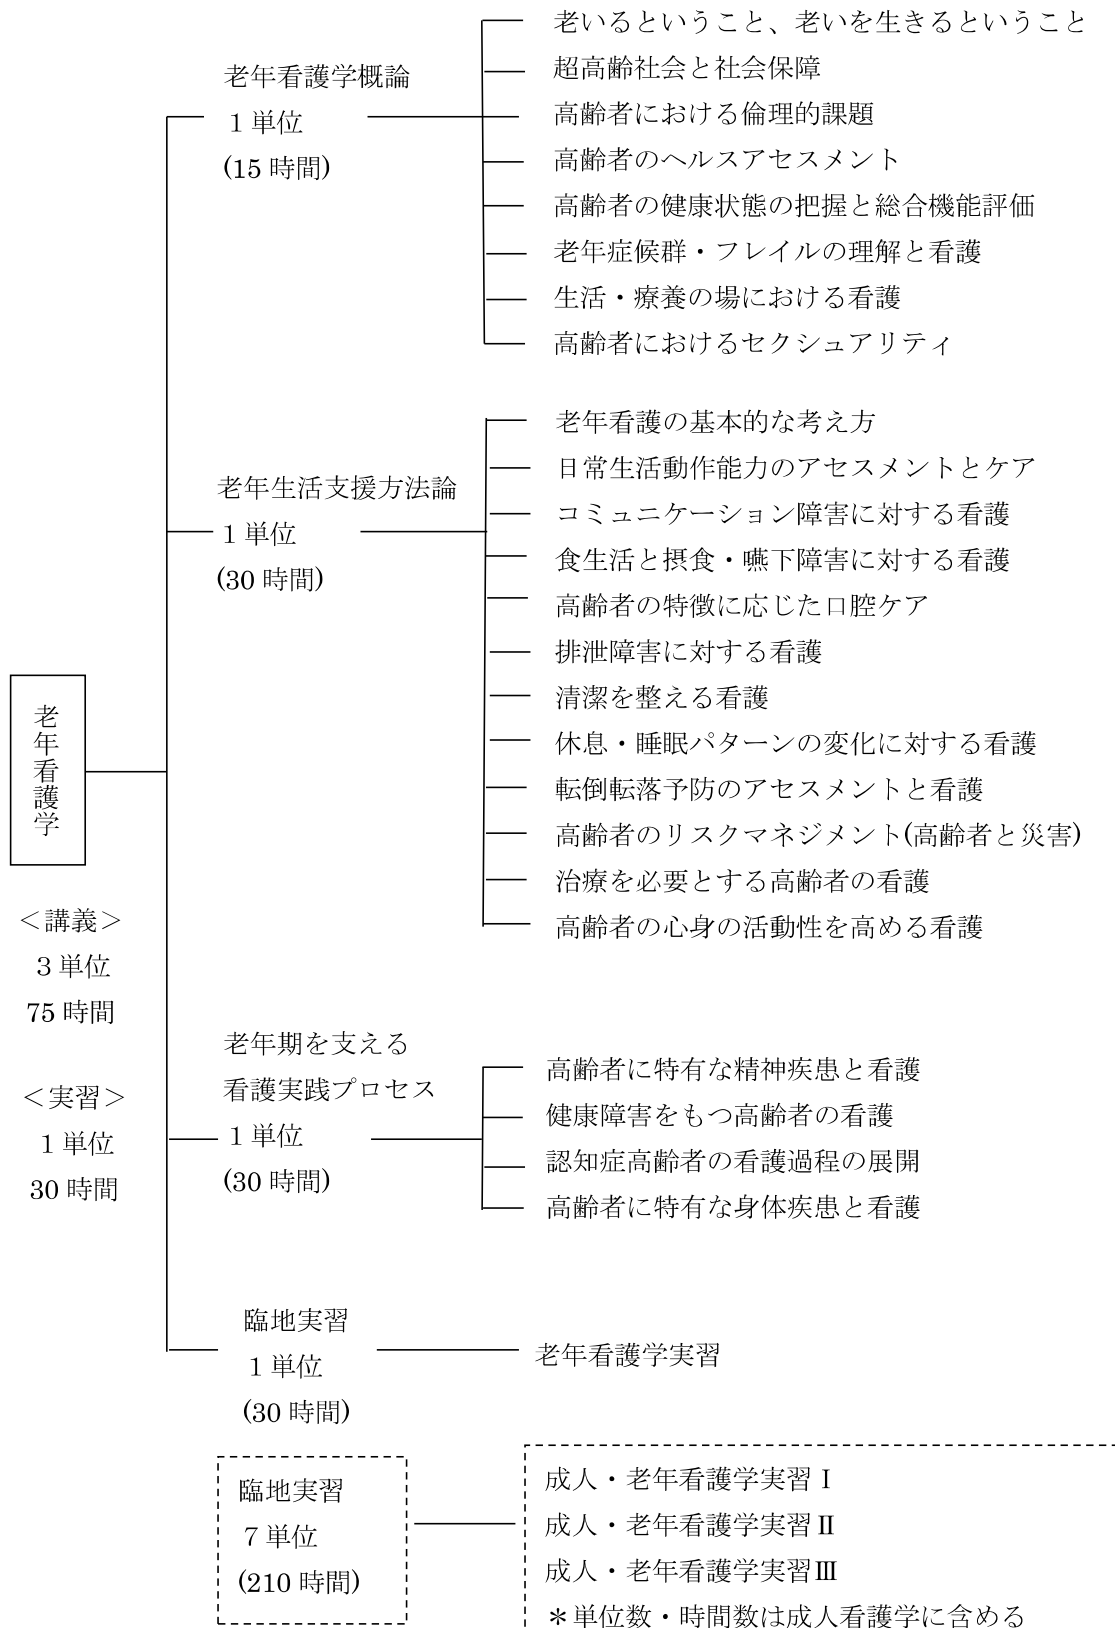 老年看護学
＜講義＞
3 単位
75 時間
＜実習＞
1 単位
30 時間
老年看護学概論
1 単位
(15 時間)
老いるということ、老いを生きるということ
超高齢社会と社会保障
高齢者における倫理的課題
高齢者のヘルスアセスメント
高齢者の健康状態の把握と総合機能評価
老年症候群・フレイルの理解と看護
生活・療養の場における看護
高齢者におけるセクシュアリティ
老年生活支援方法論
1 単位
(30 時間)
老年看護の基本的な考え方
日常生活動作能力のアセスメントとケア
コミュニケーション障害に対する看護
食生活と摂食・嚥下障害に対する看護
高齢者の特徴に応じた口腔ケア
排泄障害に対する看護
清潔を整える看護
休息・睡眠パターンの変化に対する看護
転倒転落予防のアセスメントと看護
高齢者のリスクマネジメント(高齢者と災害)
治療を必要とする高齢者の看護
高齢者の心身の活動性を高める看護
老年期を支える
看護実践プロセス
1 単位
(30 時間)
高齢者に特有な精神疾患と看護
健康障害をもつ高齢者の看護
認知症高齢者の看護過程の展開
高齢者に特有な身体疾患と看護
臨地実習
1 単位
(30 時間)
老年看護学実習
臨地実習
7 単位
(210 時間)
成人・老年看護学実習Ⅰ
成人・老年看護学実習Ⅱ
成人・老年看護学実習Ⅲ
＊単位数・時間数は成人看護学に含める